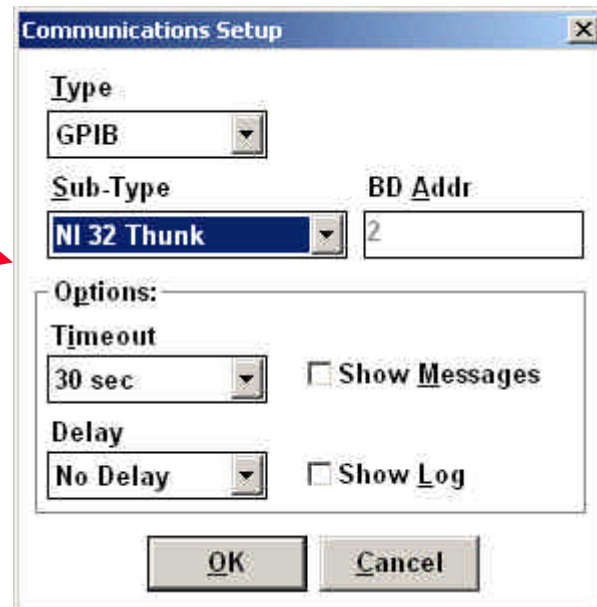 Communications Setup
Type
GPIB
Sub-Type
BD Addr
NI 32 Thunk
2
Options:
Timeout
30 sec
Show Messages
Delay
No Delay
Show Log
OK
Cancel